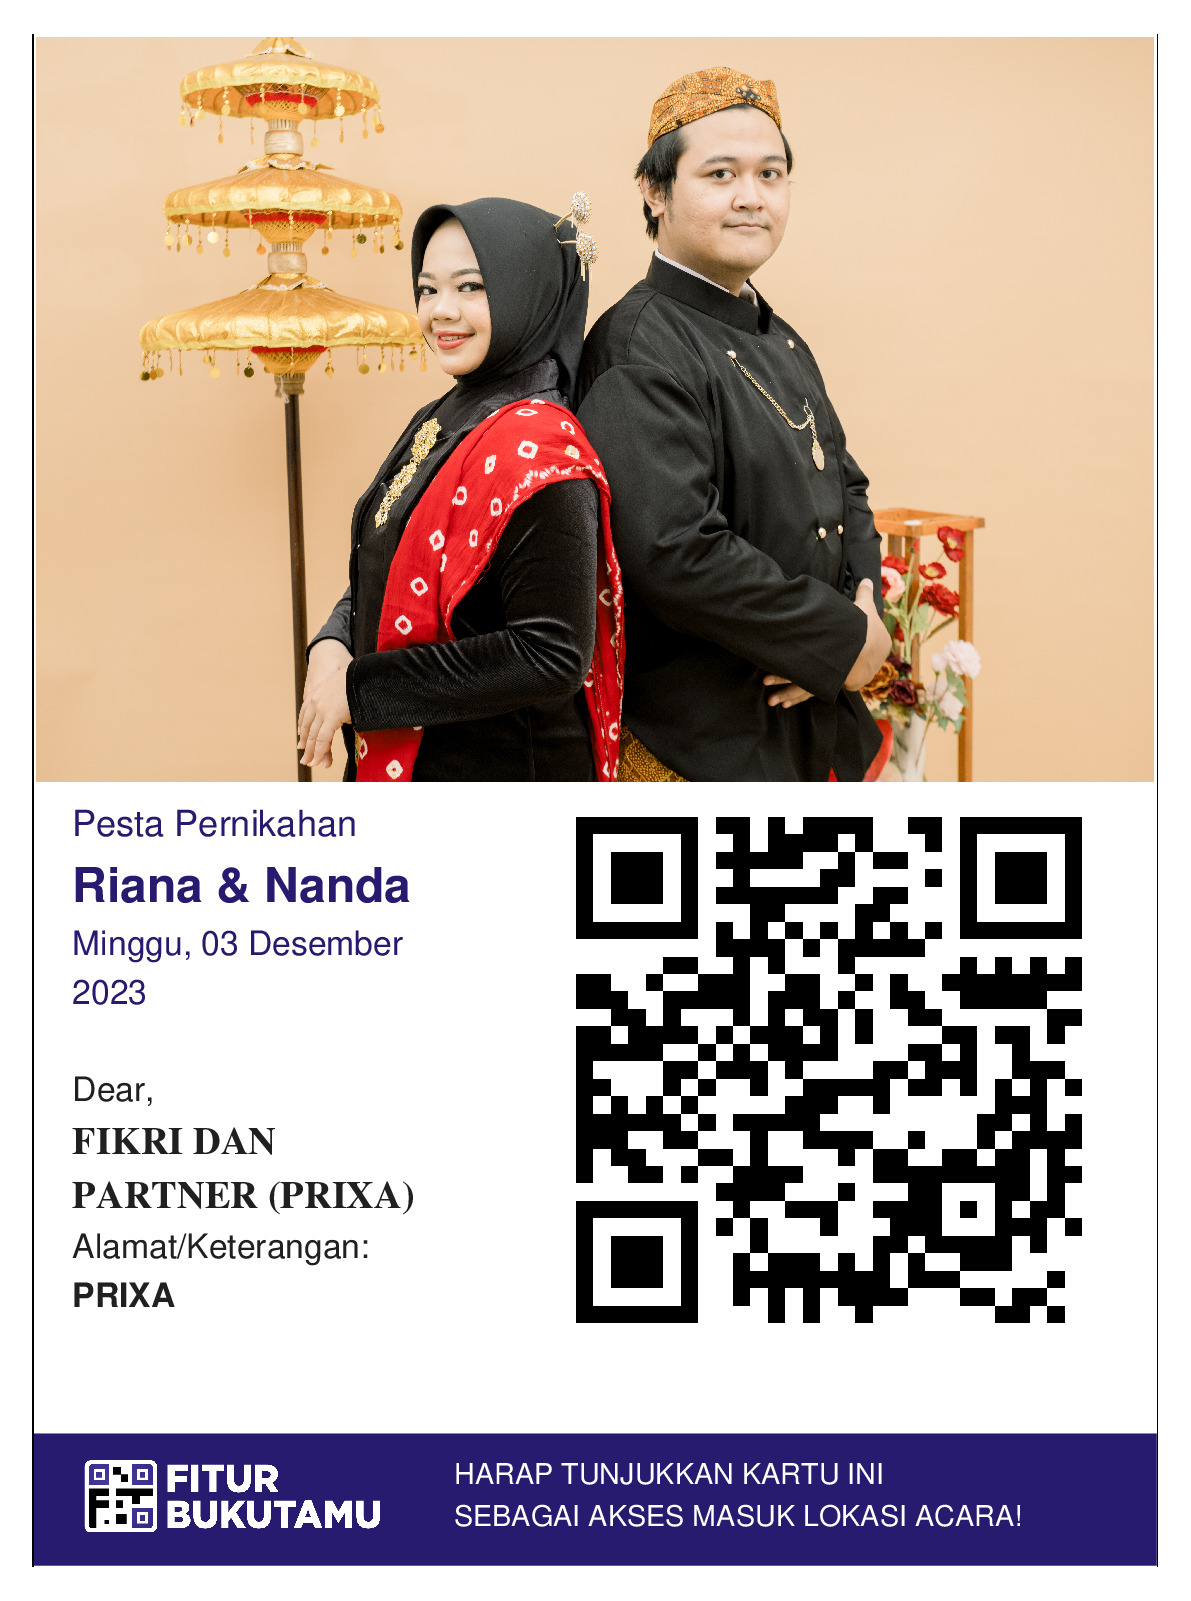 Pesta Pernikahan
Riana & Nanda
Minggu, 03 Desember
2023
Dear,
FIKRI DAN
PARTNER (PRIXA)
Alamat/Keterangan:
PRIXA
FiT
FITUR
BUKUTAMU
HARAP TUNJUKKAN KARTU INI
SEBAGAI AKSES MASUK LOKASI ACARA!